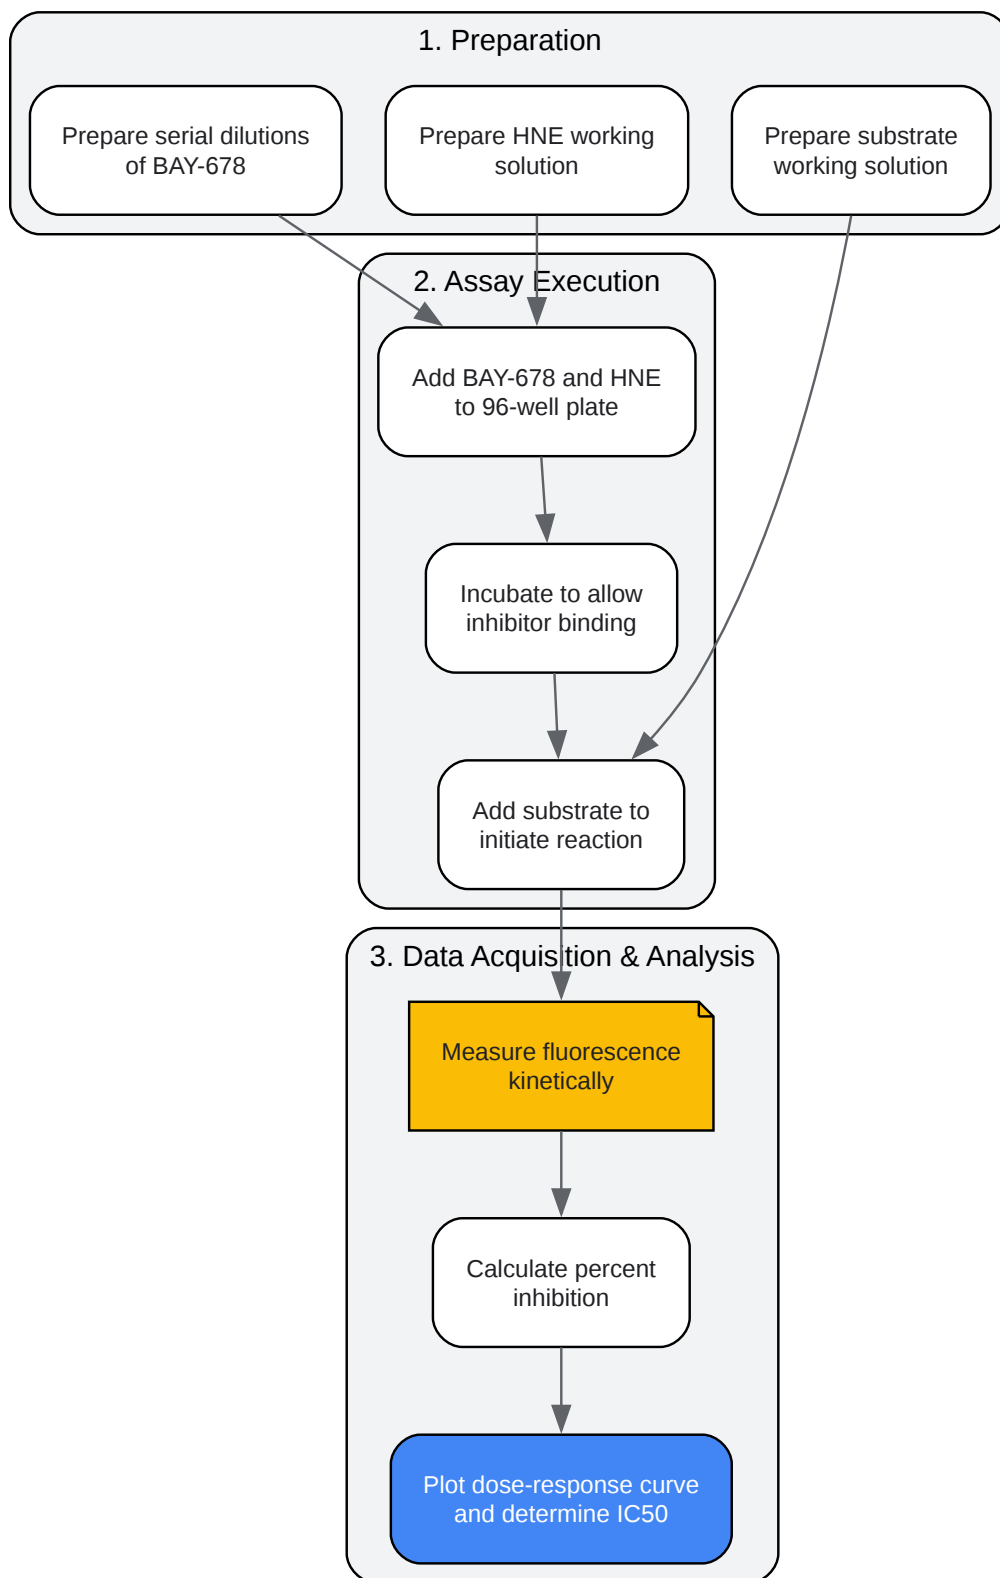 1. Preparation
Prepare serial dilutions
of BAY-678
Prepare HNE working
solution
Prepare substrate
working solution
2. Assay Execution
Add BAY-678 and HNE
to 96-well plate
Incubate to allow
inhibitor binding
Add substrate to
initiate reaction
3. Data Acquisition & Analysis
Measure fluorescence
kinetically
Calculate percent
inhibition
Plot dose-response curve
and determine IC50